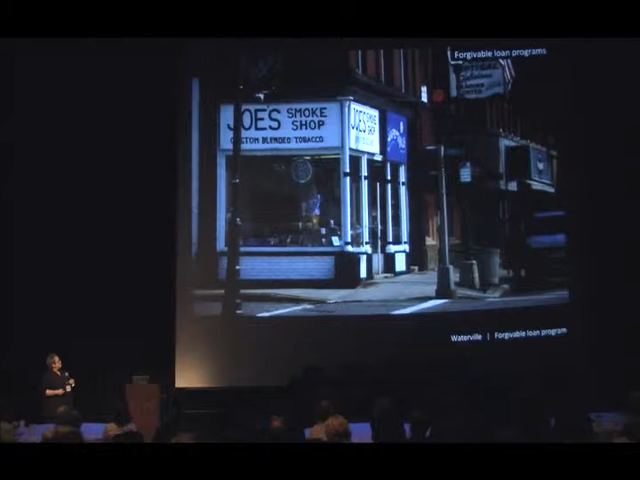 Forgivable loan programs
JOE'S SMOKE SHOP
CUSTOM BLENDED TOBACCO
JOE'S SMOKE SHOP
Waterville | Forgivable loan program